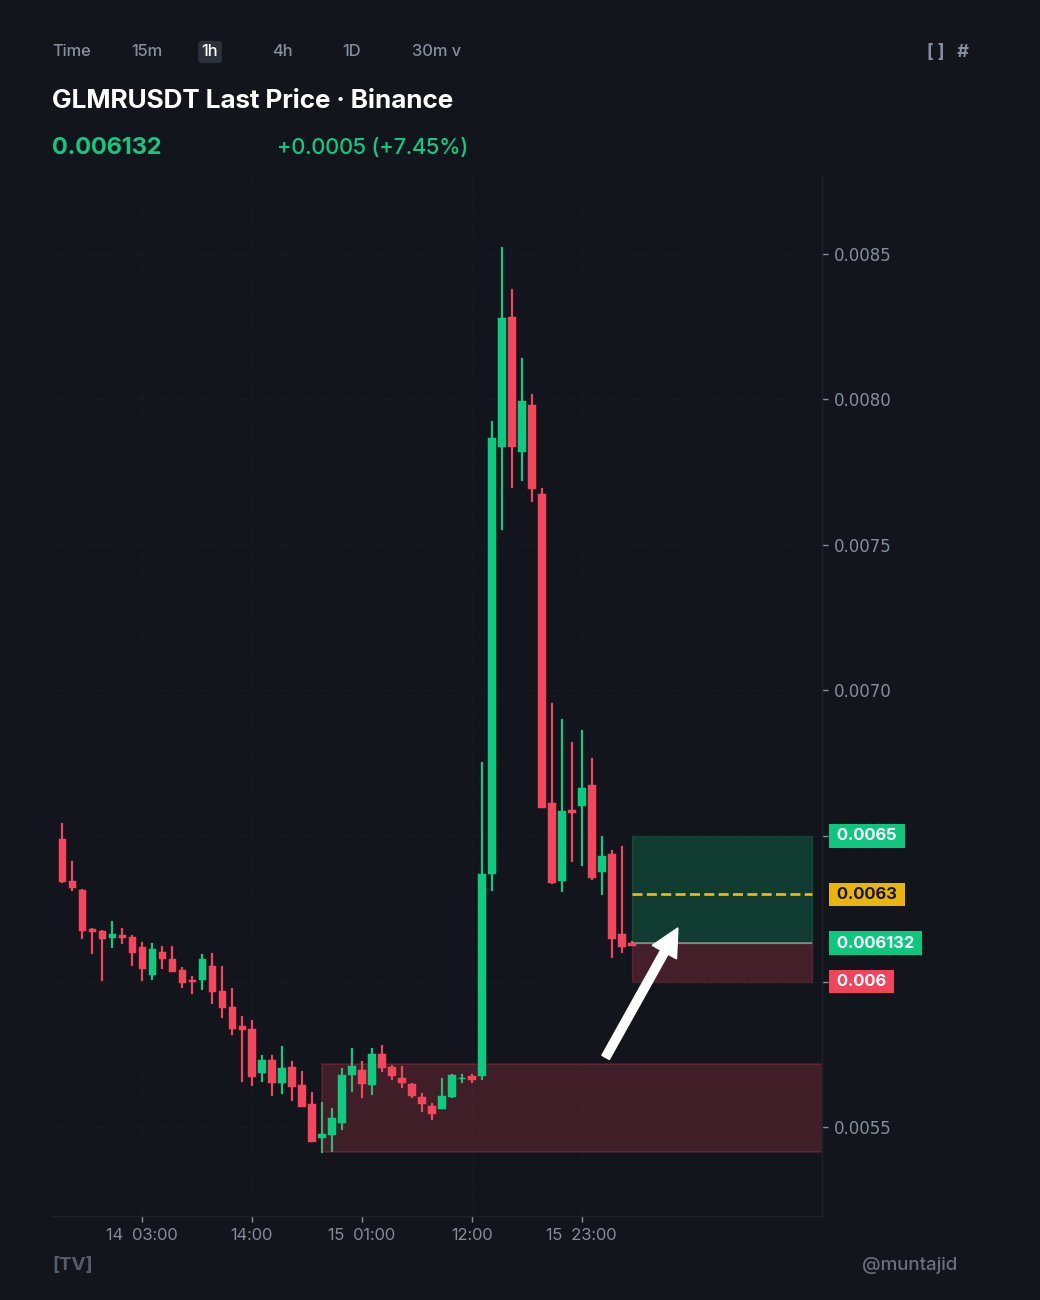 Time 15m 1h 4h 1D 30m v [ ] #
GLMRUSDT Last Price · Binance
0.006132 +0.0005 (+7.45%)
0.0085
0.0080
0.0075
0.0070
0.0065
0.0063
0.006132
0.006
0.0055
14 03:00 14:00 15 01:00 12:00 15 23:00
[TV] @muntajid